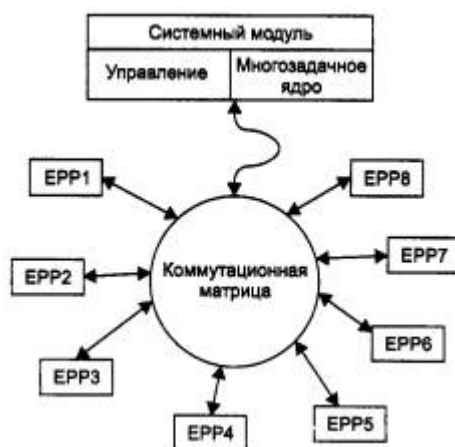 Системный модуль
Управление
Многозадачное
ядро
EPP1
EPP8
EPP2
Коммутационная
матрица
EPP7
EPP3
EPP6
EPP4
EPP5